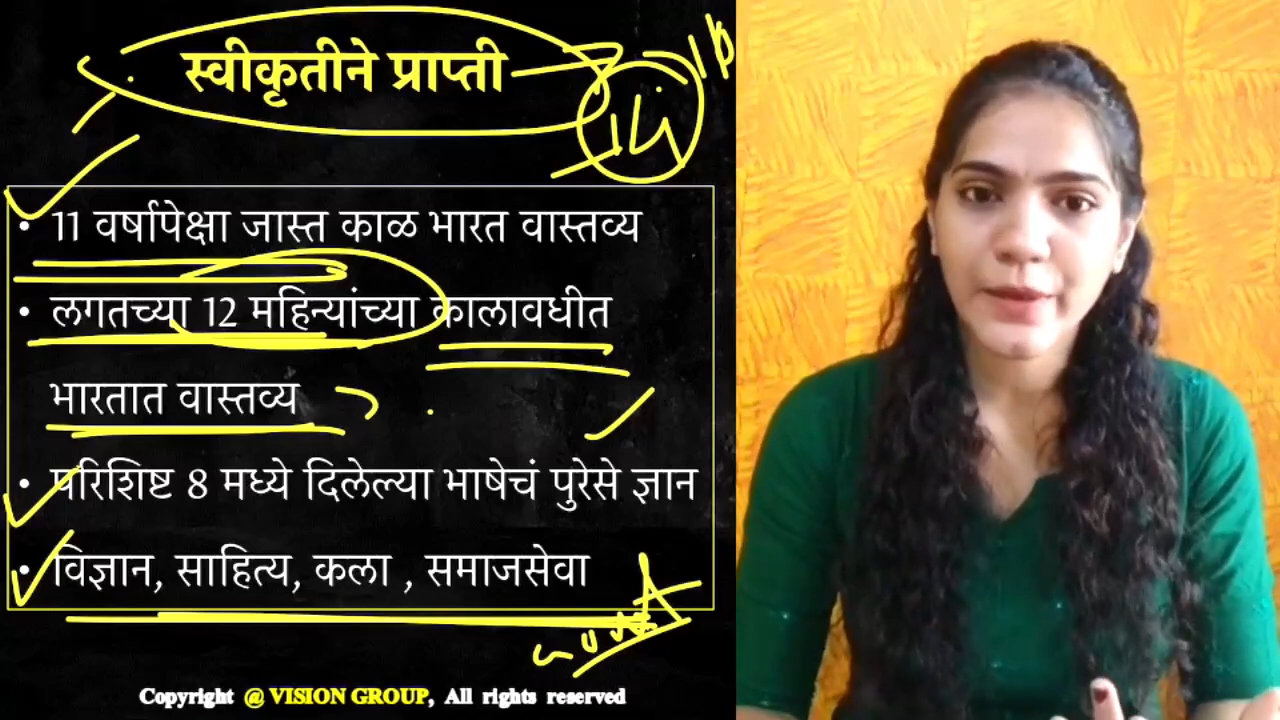 स्वीकृतीने प्राप्ती
14
• 11 वर्षापेक्षा जास्त काळ भारत वास्तव्य
• लगतच्या 12 महिन्यांच्या कालावधीत
भारतात वास्तव्य
• परिशिष्ट 8 मध्ये दिलेल्या भाषेचं पुरेसे ज्ञान
• विज्ञान, साहित्य, कला , समाजसेवा
Copyright @ VISION GROUP, All rights reserved